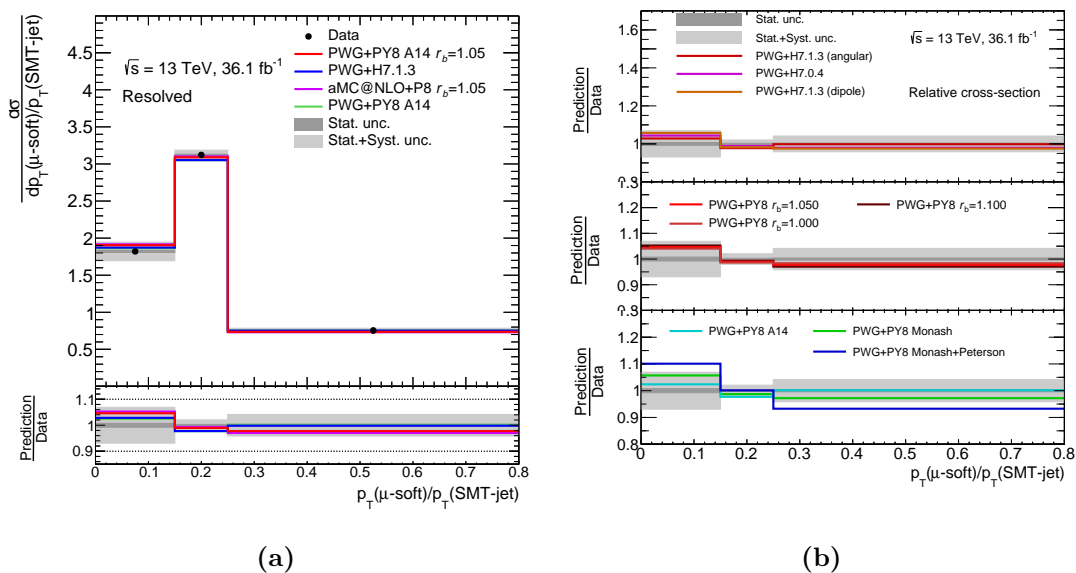 Data
PWG+PY8 A14 r_b=1.05
PWG+H7.1.3
aMC@NLO+P8 r_b=1.05
PWG+PY8 A14
Stat. unc.
Stat.+Syst. unc.
√s = 13 TeV, 36.1 fb⁻¹
Resolved
dσ
dp_T(μ-soft)/p_T(SMT-jet)
5
4.5
4
3.5
3
2.5
2
1.5
1
0.5
Prediction
Data
1.1
1
0.9
0 0.1 0.2 0.3 0.4 0.5 0.6 0.7 0.8
p_T(μ-soft)/p_T(SMT-jet)
(a)
Stat. unc.
Stat.+Syst. unc.
PWG+H7.1.3 (angular)
PWG+H7.0.4
PWG+H7.1.3 (dipole)
√s = 13 TeV, 36.1 fb⁻¹
Relative cross-section
Prediction
Data
1.6
1.4
1.2
1
PWG+PY8 r_b=1.050
PWG+PY8 r_b=1.100
PWG+PY8 r_b=1.000
Prediction
Data
1.3
1.2
1.1
1
0.9
PWG+PY8 A14
PWG+PY8 Monash
PWG+PY8 Monash+Peterson
Prediction
Data
1.3
1.2
1.1
1
0.9
0.8
0 0.1 0.2 0.3 0.4 0.5 0.6 0.7 0.8
p_T(μ-soft)/p_T(SMT-jet)
(b)